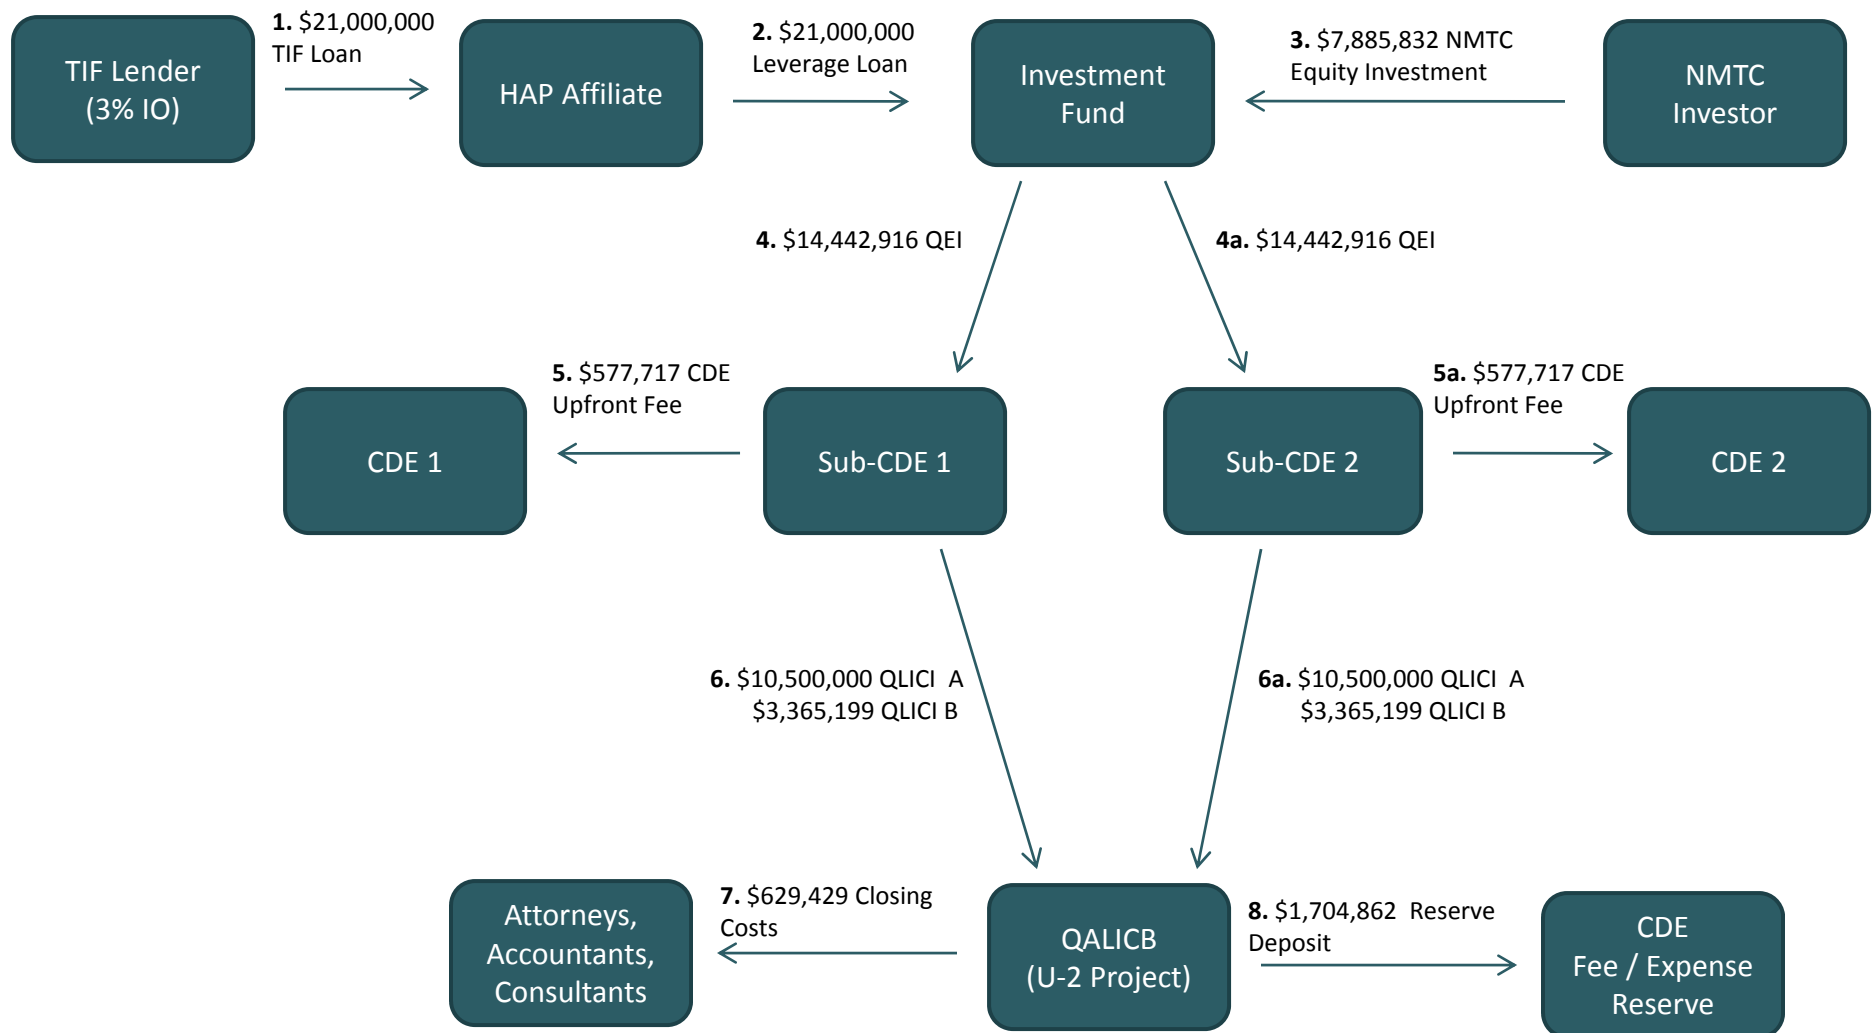 1. $21,000,000
TIF Loan
2. $21,000,000
Leverage Loan
3. $7,885,832 NMTC
Equity Investment
TIF Lender
(3% IO)
HAP Affiliate
Investment
Fund
NMTC
Investor
4. $14,442,916 QEI
4a. $14,442,916 QEI
5. $577,717 CDE
Upfront Fee
5a. $577,717 CDE
Upfront Fee
CDE 1
Sub-CDE 1
Sub-CDE 2
CDE 2
6. $10,500,000 QLICI A
$3,365,199 QLICI B
6a. $10,500,000 QLICI A
$3,365,199 QLICI B
7. $629,429 Closing
Costs
8. $1,704,862 Reserve
Deposit
Attorneys,
Accountants,
Consultants
QALICB
(U-2 Project)
CDE
Fee / Expense
Reserve